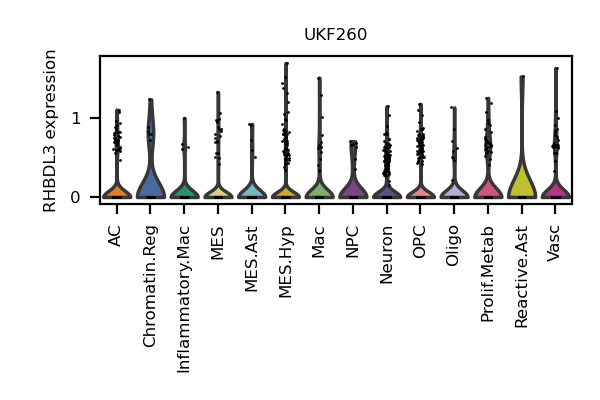 UKF260
RHBDL3 expression
1
0
AC
Chromatin.Reg
Inflammatory.Mac
MES
MES.Ast
MES.Hyp
Mac
NPC
Neuron
OPC
Oligo
Prolif.Metab
Reactive.Ast
Vasc